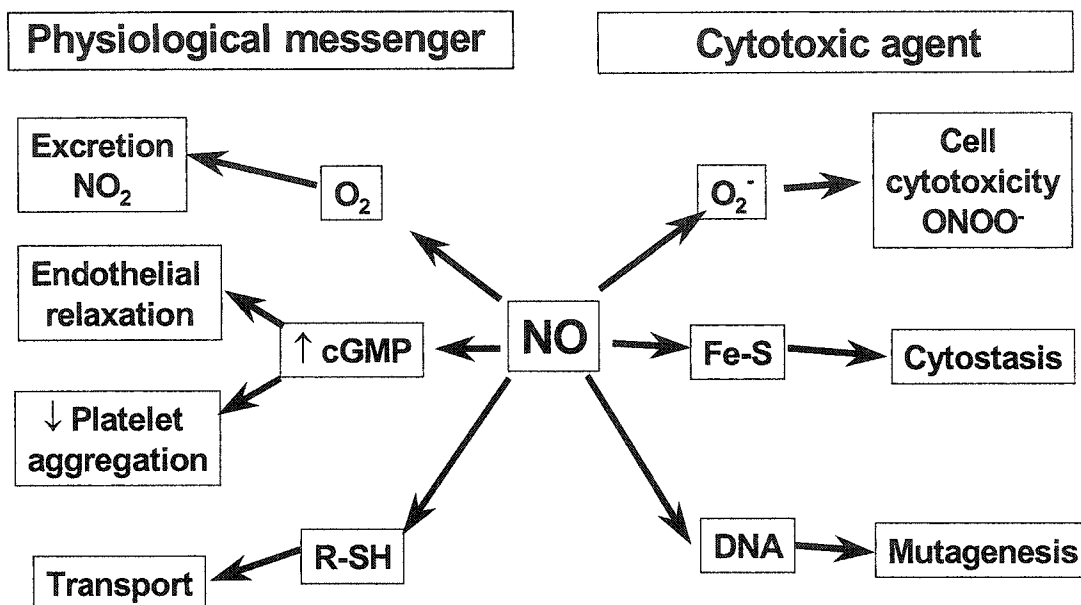 Physiological messenger
Cytotoxic agent
Excretion
NO₂
O₂
O₂⁻
Cell
cytotoxicity
ONOO⁻
Endothelial
relaxation
↑ cGMP
NO
Fe-S
Cytostasis
↓ Platelet
aggregation
R-SH
Transport
DNA
Mutagenesis